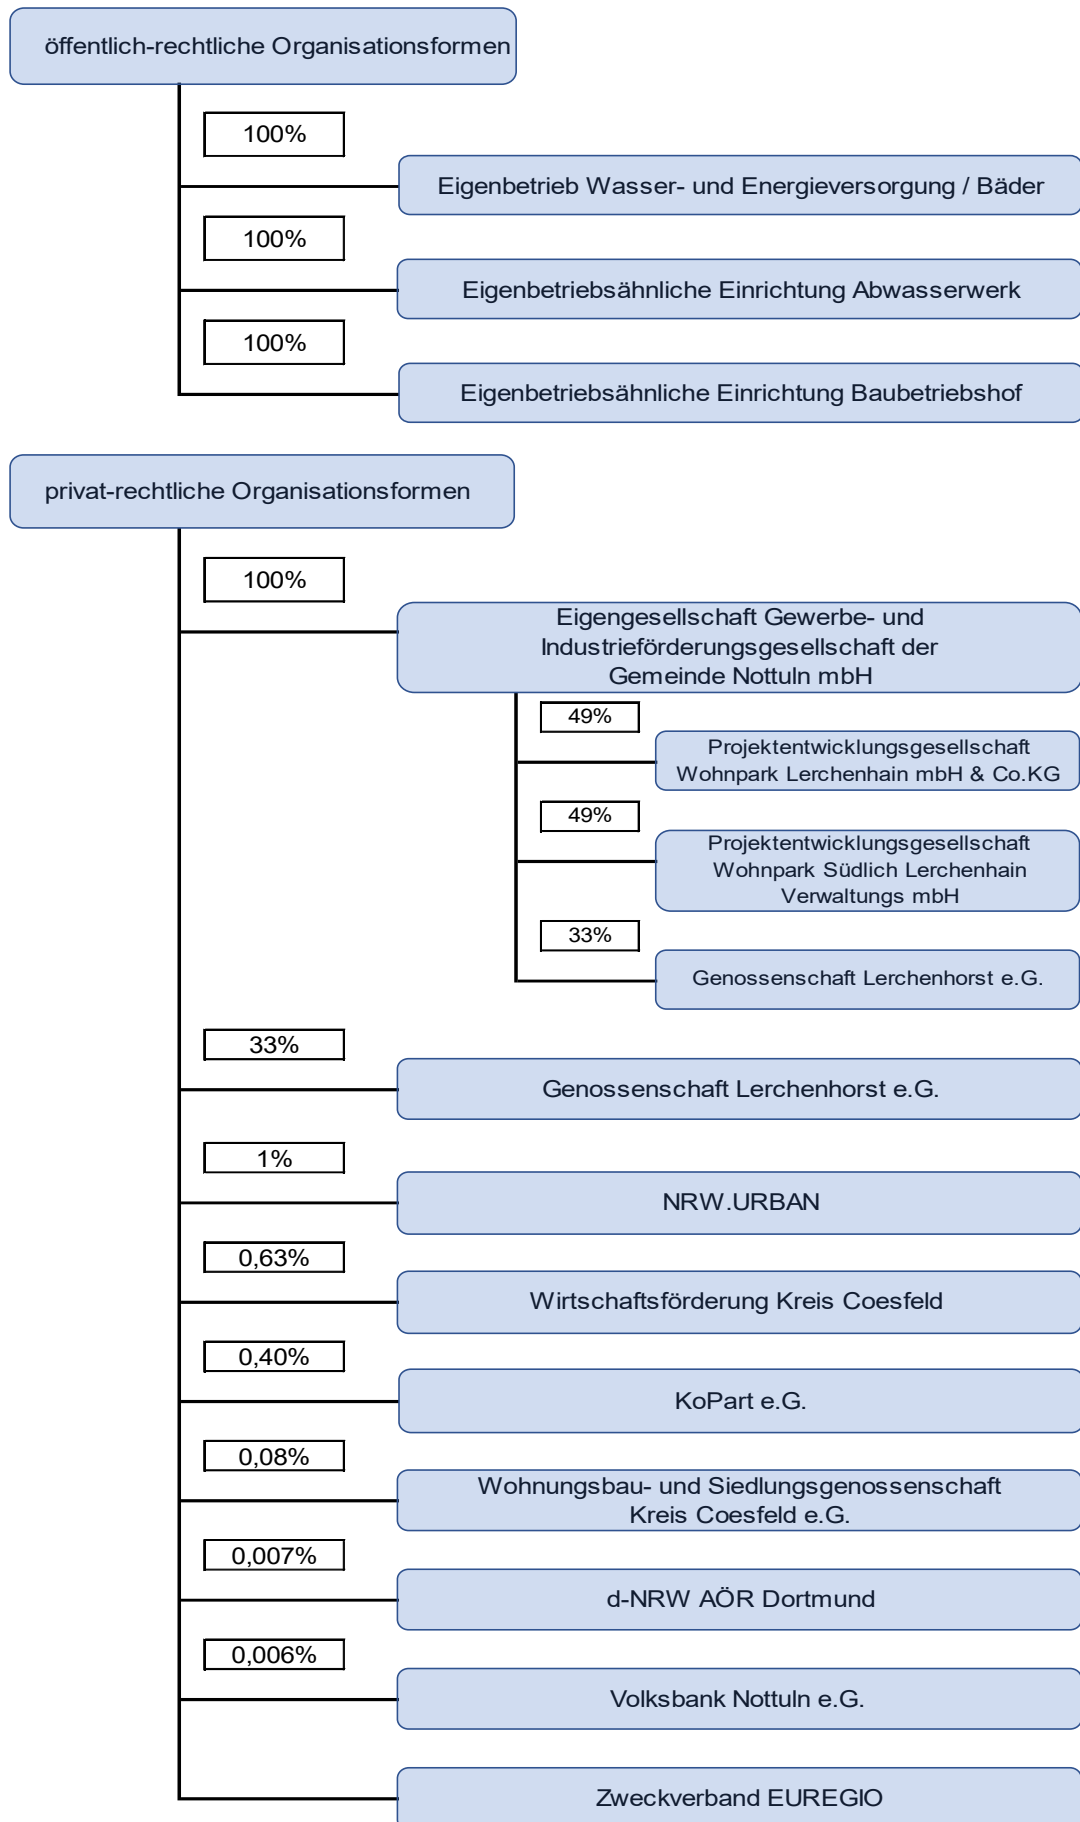 öffentlich-rechtliche Organisationsformen
100%
Eigenbetrieb Wasser- und Energieversorgung / Bäder
100%
Eigenbetriebsähnliche Einrichtung Abwasserwerk
100%
Eigenbetriebsähnliche Einrichtung Baubetriebshof
privat-rechtliche Organisationsformen
100%
Eigengesellschaft Gewerbe- und
Industrieförderungsgesellschaft der
Gemeinde Nottuln mbH
49%
Projektentwicklungsgesellschaft
Wohnpark Lerchenhain mbH & Co.KG
49%
Projektentwicklungsgesellschaft
Wohnpark Südlich Lerchenhain
Verwaltungs mbH
33%
Genossenschaft Lerchenhorst e.G.
33%
Genossenschaft Lerchenhorst e.G.
1%
NRW.URBAN
0,63%
Wirtschaftsförderung Kreis Coesfeld
0,40%
KoPart e.G.
0,08%
Wohnungsbau- und Siedlungsgenossenschaft
Kreis Coesfeld e.G.
0,007%
d-NRW AÖR Dortmund
0,006%
Volksbank Nottuln e.G.
Zweckverband EUREGIO